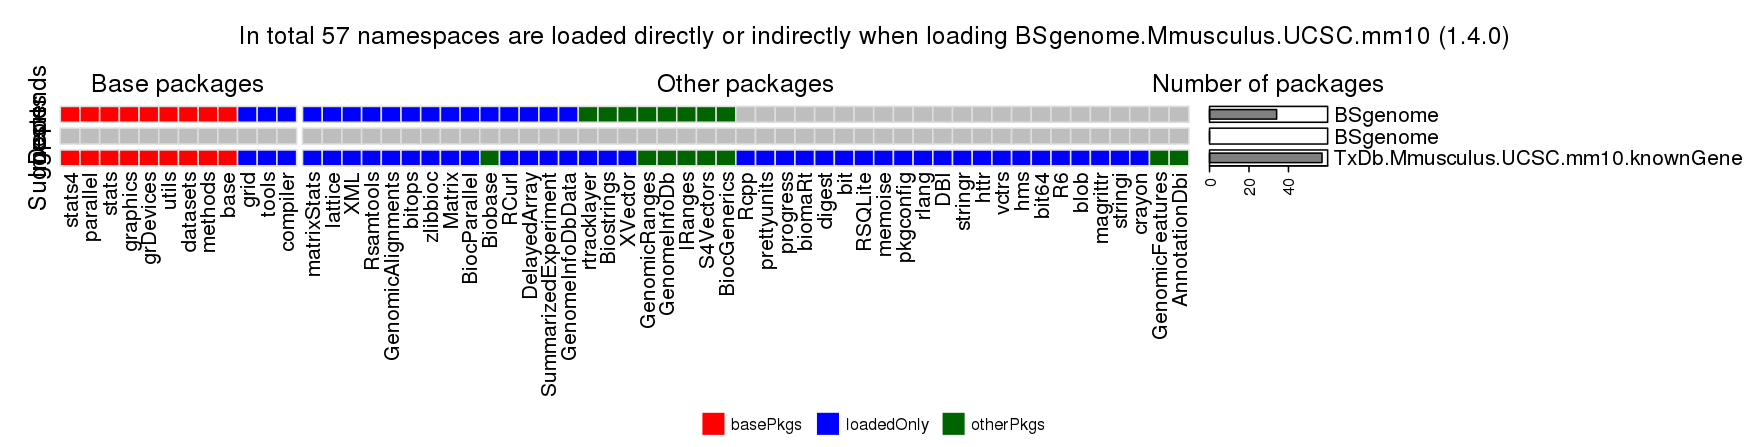 In total 57 namespaces are loaded directly or indirectly when loading BSgenome.Mmusculus.UCSC.mm10 (1.4.0)
Base packages
Other packages
Number of packages
BSgenome
BSgenome
TxDb.Mmusculus.UCSC.mm10.knownGene
0
20
40
stats4
parallel
stats
graphics
grDevices
utils
datasets
methods
base
grid
tools
compiler
matrixStats
lattice
XML
Rsamtools
GenomicAlignments
bitops
zlibbioc
Matrix
BiocParallel
Biobase
RCurl
DelayedArray
SummarizedExperiment
GenomeInfoDbData
rtracklayer
Biostrings
XVector
GenomicRanges
GenomeInfoDb
IRanges
S4Vectors
BiocGenerics
Rcpp
prettyunits
progress
biomaRt
digest
bit
RSQLite
memoise
pkgconfig
rlang
DBI
stringr
httr
vctrs
hms
bit64
R6
blob
magrittr
stringi
crayon
GenomicFeatures
AnnotationDbi
basePkgs
loadedOnly
otherPkgs